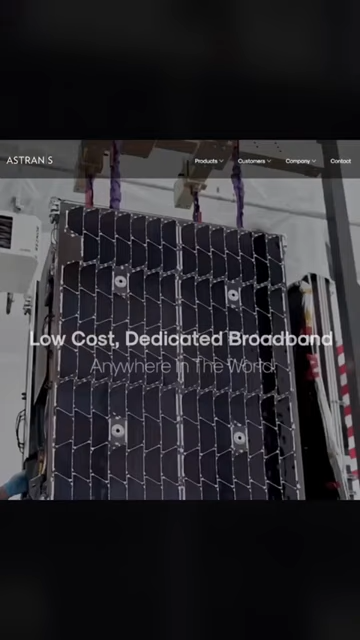 ASTRANIS
Products Customers Company Contact
Low Cost, Dedicated Broadband
Anywhere In The World.